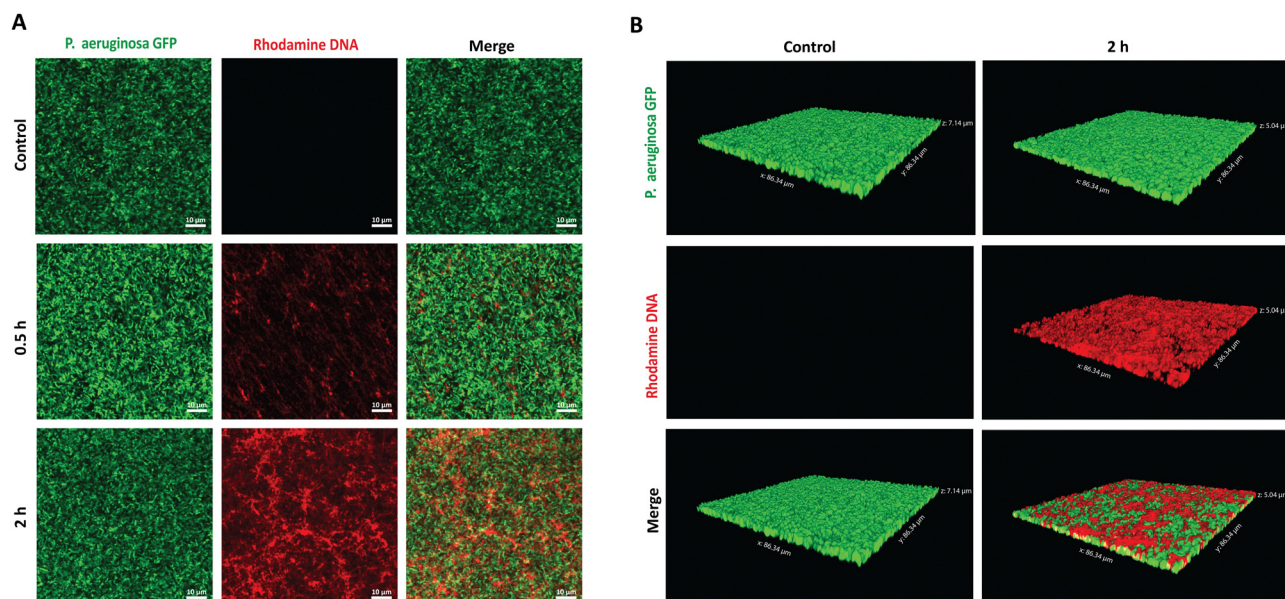 A
P. aeruginosa GFP
Rhodamine DNA
Merge
Control
10 µm
10 µm
10 µm
0.5 h
10 µm
10 µm
10 µm
2 h
10 µm
10 µm
10 µm
B
Control
2 h
P. aeruginosa GFP
z: 7.14 µm
x: 86.34 µm
y: 86.34 µm
z: 5.04 µ
x: 86.34 µm
y: 86.34 µm
Rhodamine DNA
z: 5.04 µ
x: 86.34 µm
y: 86.34 µm
Merge
z: 7.14 µm
x: 86.34 µm
y: 86.34 µm
z: 5.04 µ
x: 86.34 µm
y: 86.34 µm